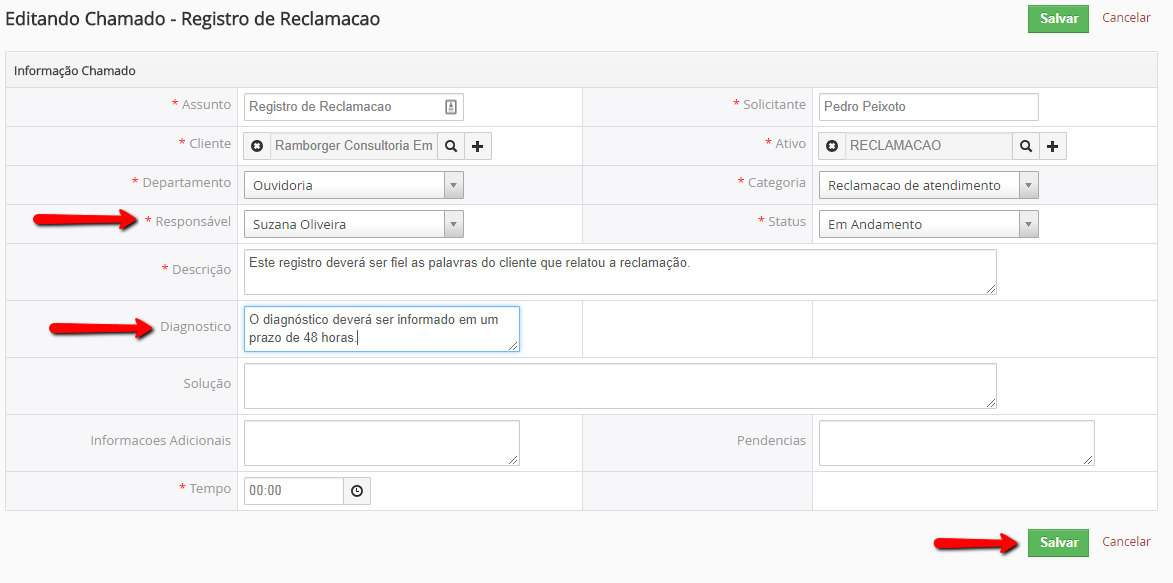 Editando Chamado - Registro de Reclamacao
Salvar Cancelar
Informação Chamado
* Assunto Registro de Reclamacao * Solicitante Pedro Peixoto
* Cliente Ramborger Consultoria Em * Ativo RECLAMACAO
* Departamento Ouvidoria * Categoria Reclamacao de atendimento
* Responsável Suzana Oliveira * Status Em Andamento
* Descrição Este registro deverá ser fiel as palavras do cliente que relatou a reclamação.
Diagnostico O diagnóstico deverá ser informado em um
prazo de 48 horas.
Solução
Informacoes Adicionais Pendencias
* Tempo 00:00
Salvar Cancelar